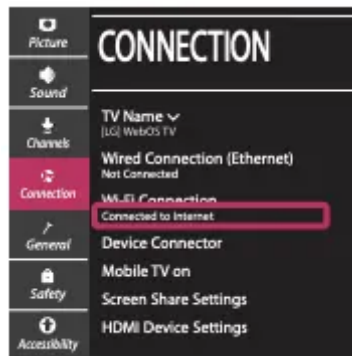 Picture
CONNECTION
Sound
Channels
Connection
General
Safety
Accessibility
TV Name
[LG] WebOS TV
Wired Connection (Ethernet)
Not Connected
Wi-Fi Connection
Connected to Internet
Device Connector
Mobile TV on
Screen Share Settings
HDMI Device Settings